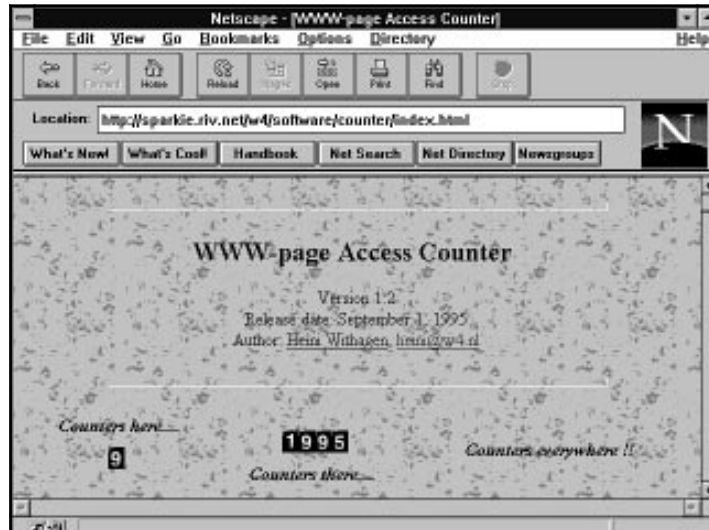 Netscape - [WWW-page Access Counter]
File Edit View Go Bookmarks Options Directory Help
Back Forward Home Reload Images Open Print Find Stop
Location: http://sparkie.riv.net/w4/software/counter/index.html
What's New! What's Cool! Handbook Net Search Net Directory Newsgroups
N
WWW-page Access Counter
Version 1.2
Release date: September 1, 1995
Author: Heini Withagen, heini@w4.nl
Counters here....
9
1995
Counters there....
Counters everywhere !!